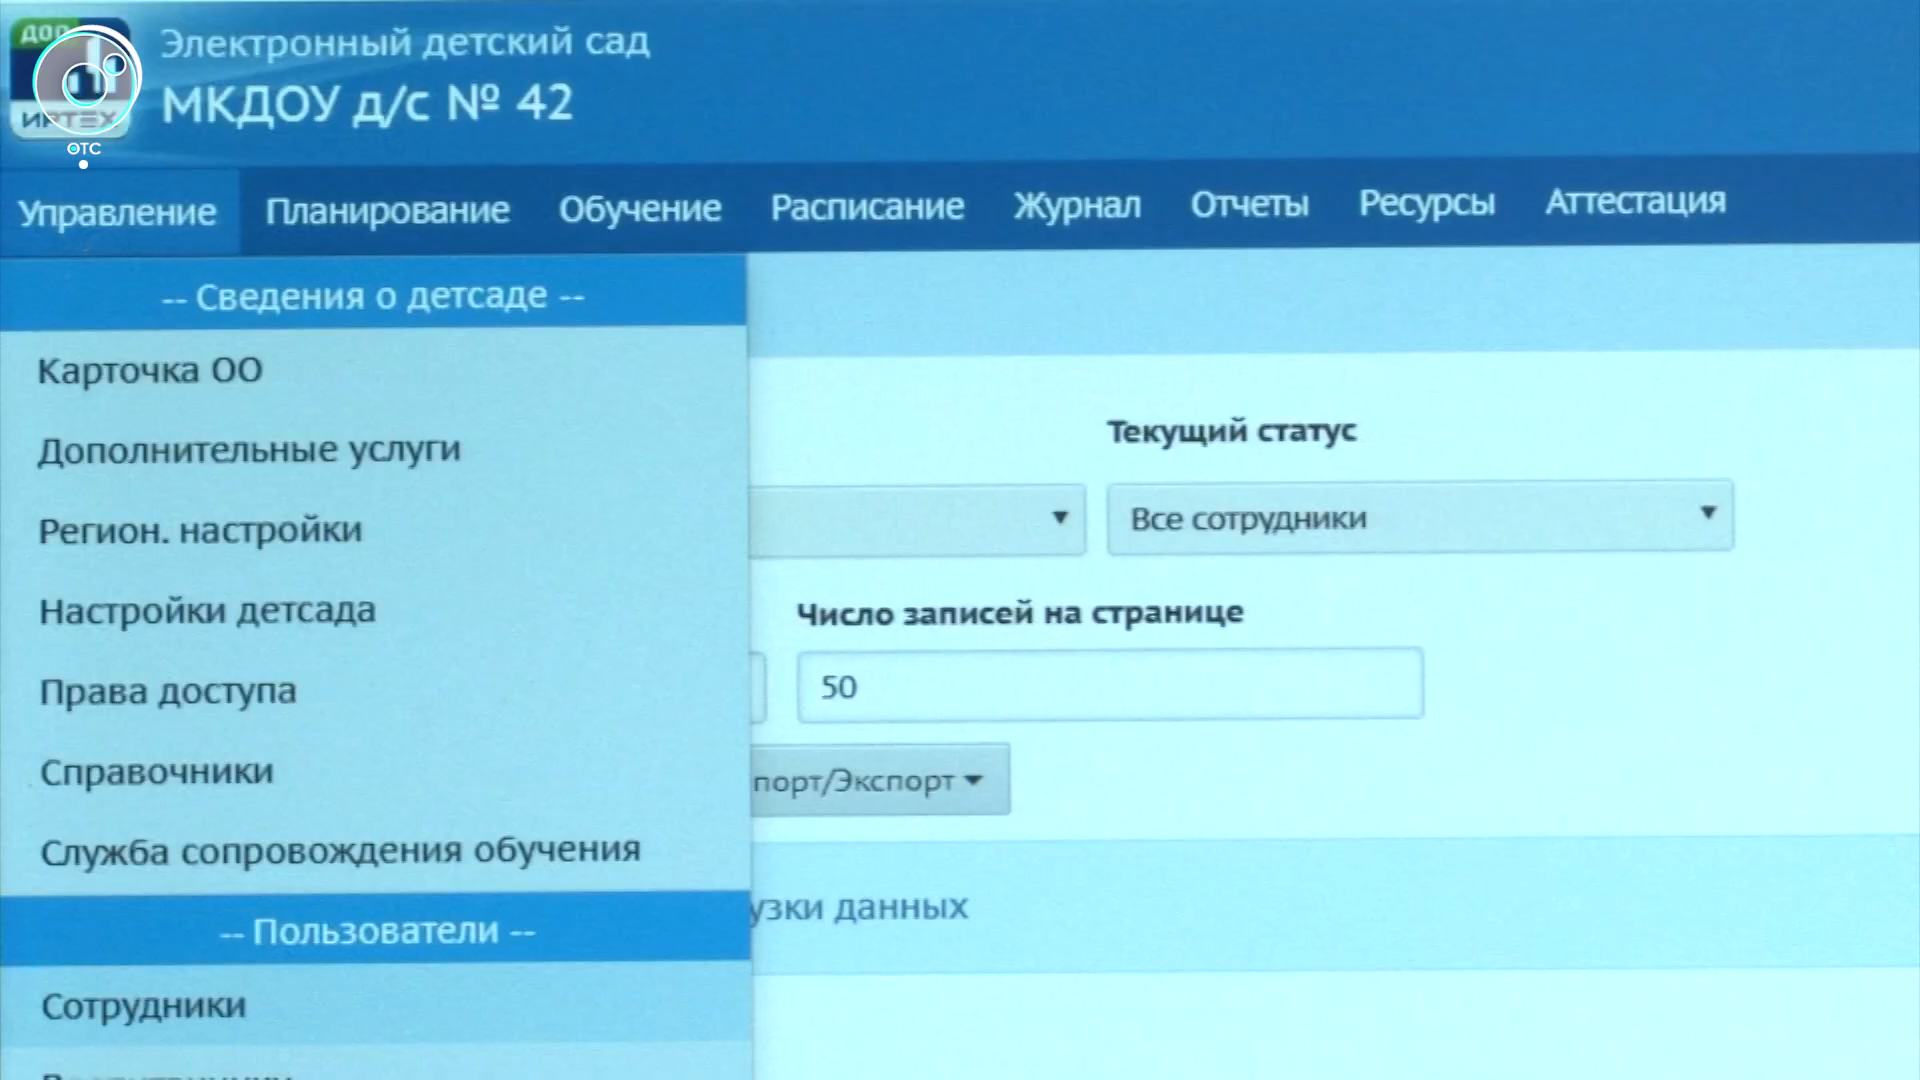 ДОО
Электронный детский сад
МКДОУ д/с № 42
ИРТЕХ
ОТС
Управление Планирование Обучение Расписание Журнал Отчеты Ресурсы Аттестация
-- Сведения о детсаде --
Карточка ОО
Текущий статус
Дополнительные услуги
Все сотрудники
Регион. настройки
Настройки детсада
Число записей на странице
Права доступа
50
Справочники
порт/Экспорт
Служба сопровождения обучения
узки данных
-- Пользователи --
Сотрудники